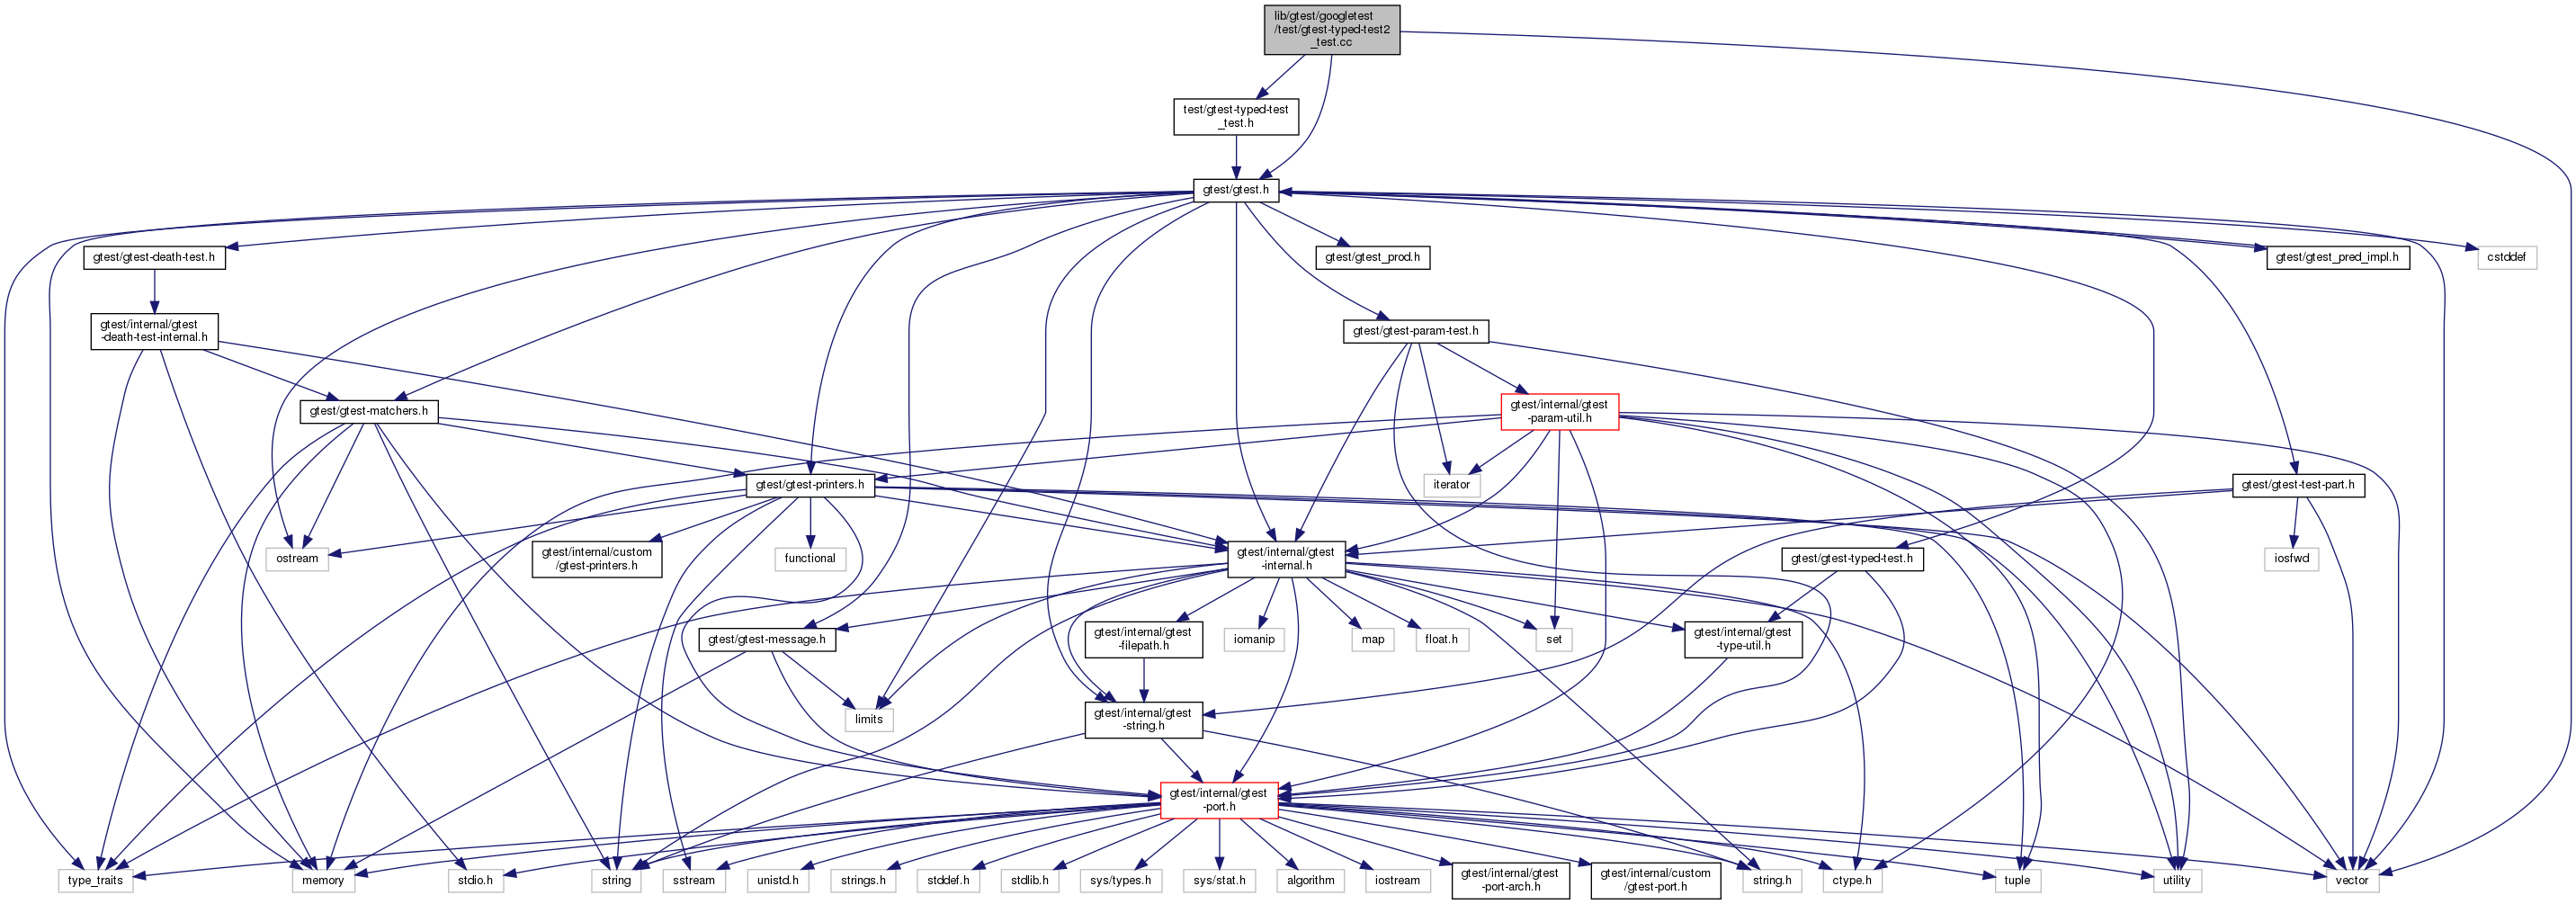 lib/gtest/googletest
/test/gtest-typed-test2
_test.cc
test/gtest-typed-test
_test.h
gtest/gtest.h
gtest/gtest-death-test.h
gtest/gtest_prod.h
gtest/gtest_pred_impl.h
cstddef
gtest/internal/gtest
-death-test-internal.h
gtest/gtest-param-test.h
gtest/gtest-matchers.h
gtest/internal/gtest
-param-util.h
gtest/gtest-printers.h
iterator
gtest/gtest-test-part.h
ostream
gtest/internal/custom
/gtest-printers.h
functional
gtest/internal/gtest
-internal.h
gtest/gtest-typed-test.h
iosfwd
gtest/gtest-message.h
gtest/internal/gtest
-filepath.h
iomanip
map
float.h
set
gtest/internal/gtest
-type-util.h
limits
gtest/internal/gtest
-string.h
gtest/internal/gtest
-port.h
type_traits
memory
stdio.h
string
sstream
unistd.h
strings.h
stddef.h
stdlib.h
sys/types.h
sys/stat.h
algorithm
iostream
gtest/internal/gtest
-port-arch.h
gtest/internal/custom
/gtest-port.h
string.h
ctype.h
tuple
utility
vector